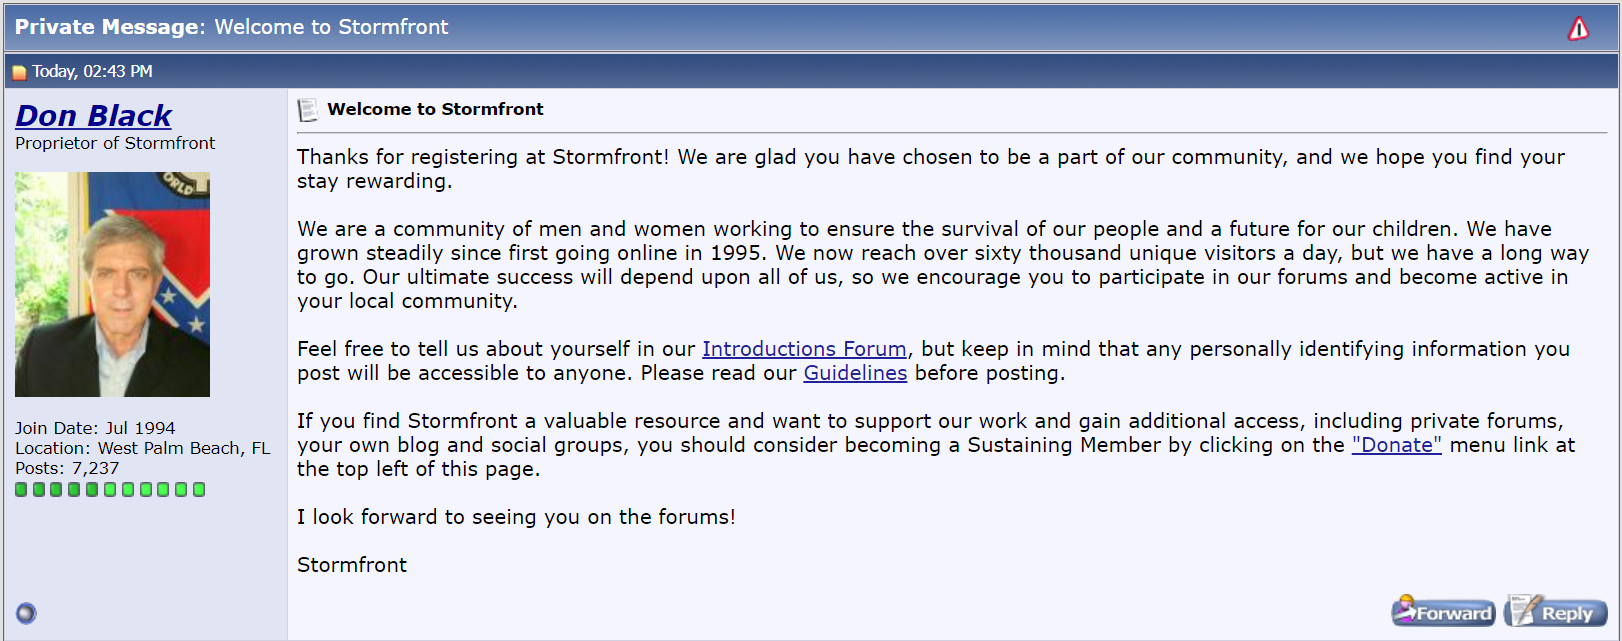 Private Message: Welcome to Stormfront
Today, 02:43 PM
Don Black
Proprietor of Stormfront
WORLD
Join Date: Jul 1994
Location: West Palm Beach, FL
Posts: 7,237
Welcome to Stormfront
Thanks for registering at Stormfront! We are glad you have chosen to be a part of our community, and we hope you find your
stay rewarding.
We are a community of men and women working to ensure the survival of our people and a future for our children. We have
grown steadily since first going online in 1995. We now reach over sixty thousand unique visitors a day, but we have a long way
to go. Our ultimate success will depend upon all of us, so we encourage you to participate in our forums and become active in
your local community.
Feel free to tell us about yourself in our Introductions Forum, but keep in mind that any personally identifying information you
post will be accessible to anyone. Please read our Guidelines before posting.
If you find Stormfront a valuable resource and want to support our work and gain additional access, including private forums,
your own blog and social groups, you should consider becoming a Sustaining Member by clicking on the "Donate" menu link at
the top left of this page.
I look forward to seeing you on the forums!
Stormfront
Forward
Reply